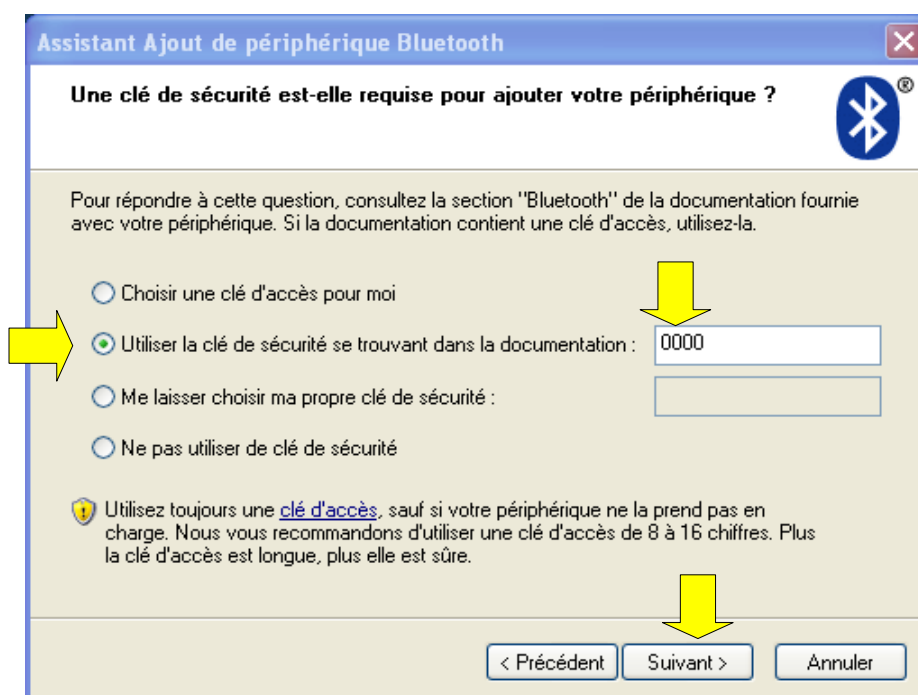 Assistant Ajout de périphérique Bluetooth
Une clé de sécurité est-elle requise pour ajouter votre périphérique ?
®
Pour répondre à cette question, consultez la section "Bluetooth" de la documentation fournie
avec votre périphérique. Si la documentation contient une clé d'accès, utilisez-la.
Choisir une clé d'accès pour moi
Utiliser la clé de sécurité se trouvant dans la documentation : 0000
Me laisser choisir ma propre clé de sécurité :
Ne pas utiliser de clé de sécurité
Utilisez toujours une clé d'accès, sauf si votre périphérique ne la prend pas en
charge. Nous vous recommandons d'utiliser une clé d'accès de 8 à 16 chiffres. Plus
la clé d'accès est longue, plus elle est sûre.
< Précédent Suivant > Annuler